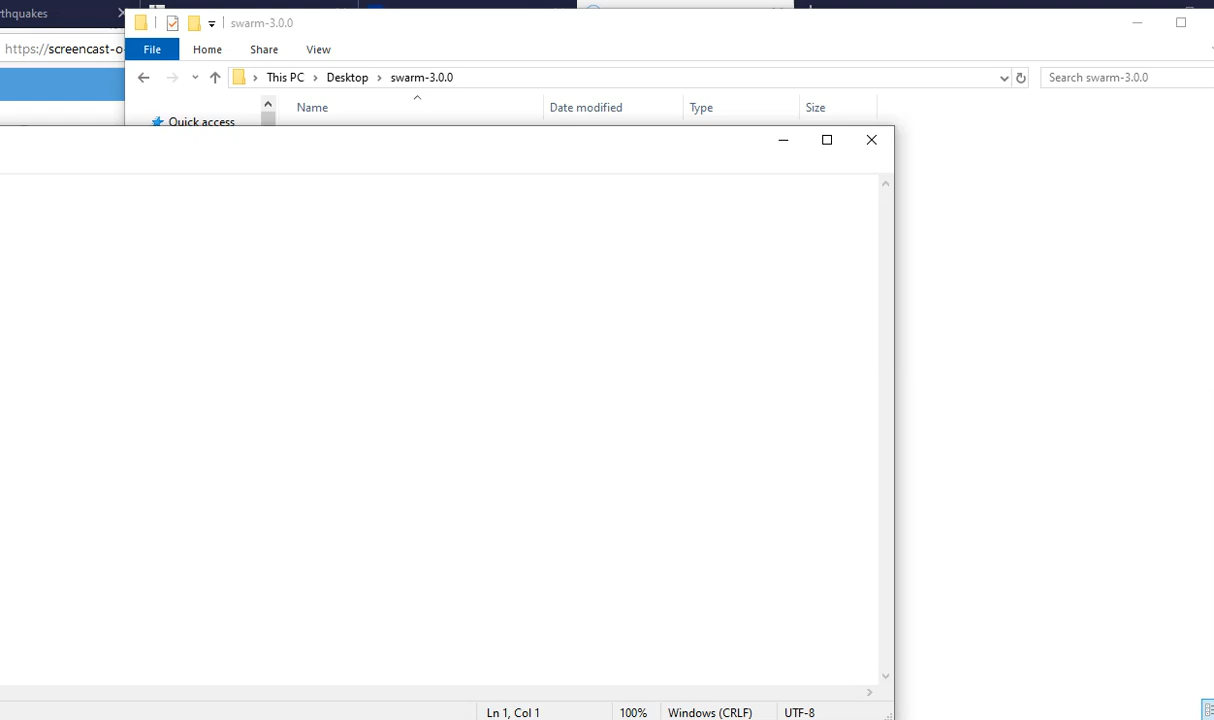 rthquakes
swarm-3.0.0
https://screencast-o
File Home Share View
This PC Desktop swarm-3.0.0 Search swarm-3.0.0
Name Date modified Type Size
Quick access
Ln 1, Col 1 100% Windows (CRLF) UTF-8